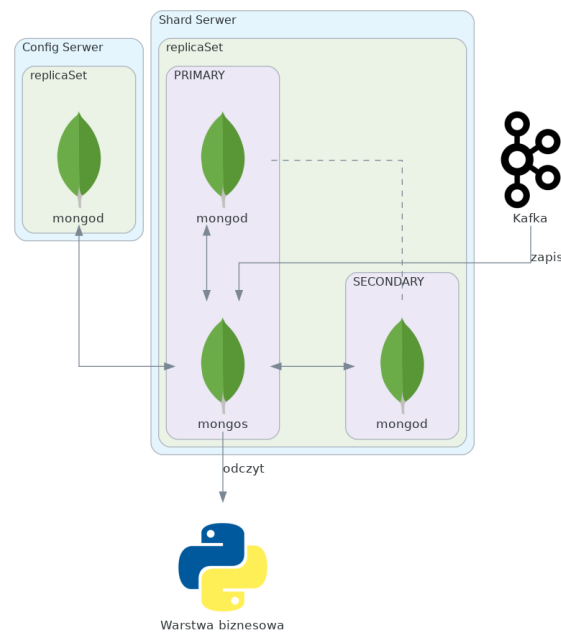 Shard Serwer
Config Serwer
replicaSet
replicaSet
PRIMARY
mongod
mongod
Kafka
zapis
SECONDARY
mongos
mongod
odczyt
Warstwa biznesowa